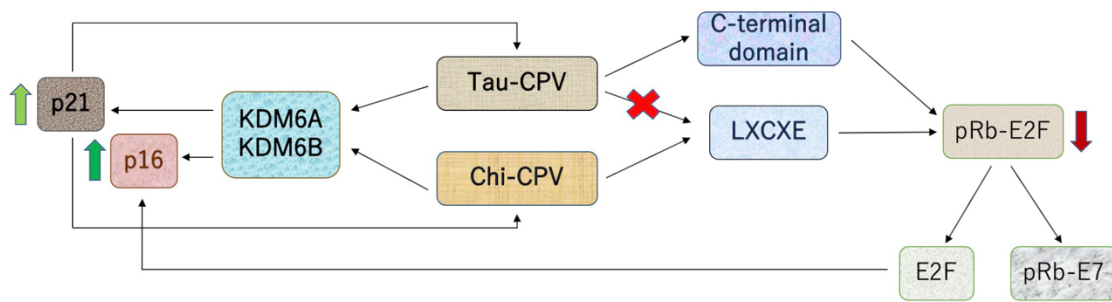 C-terminal
domain
Tau-CPV
p21
KDM6A
KDM6B
LXCXE
pRb-E2F
p16
Chi-CPV
E2F
pRb-E7